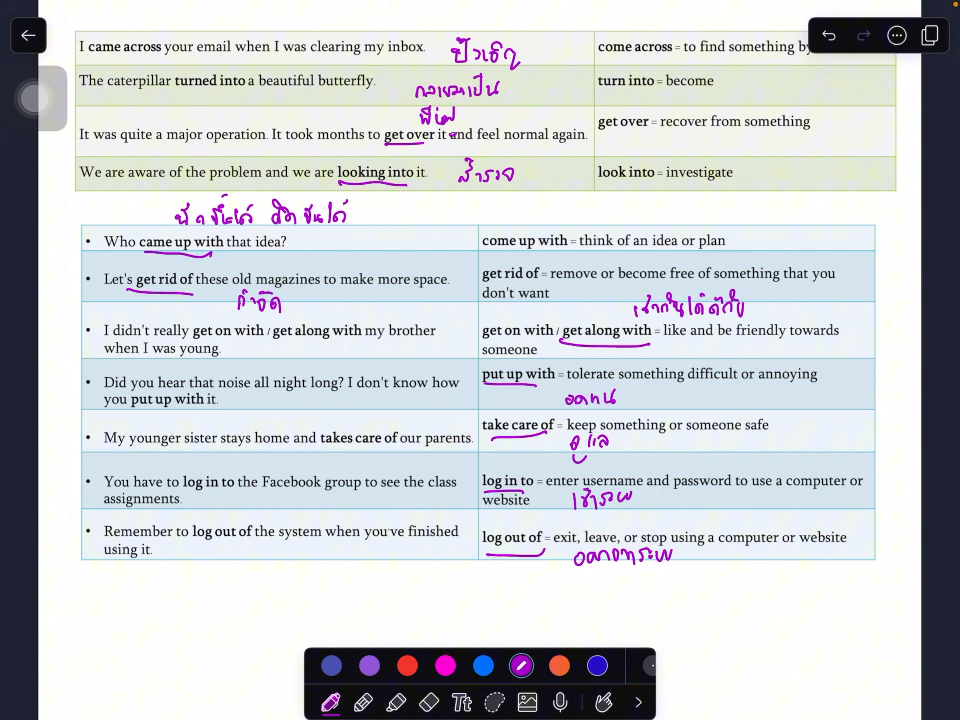 I came across your email when I was clearing my inbox. บังเอิญ
come across = to find something by
The caterpillar turned into a beautiful butterfly.
turn into = become
กลายมาเป็น
ฟื้นฟู
It was quite a major operation. It took months to get over it and feel normal again.
get over = recover from something
We are aware of the problem and we are looking into it. สำรวจ
look into = investigate
คิดขึ้นได้
• Who came up with that idea?
come up with = think of an idea or plan
• Let's get rid of these old magazines to make more space.
กำจัด
get rid of = remove or become free of something that you
don't want
เข้ากันได้ดีกับ
• I didn't really get on with / get along with my brother
when I was young.
get on with / get along with = like and be friendly towards
someone
• Did you hear that noise all night long? I don't know how
you put up with it.
put up with = tolerate something difficult or annoying
อดทน
• My younger sister stays home and takes care of our parents.
take care of = keep something or someone safe
ดูแล
• You have to log in to the Facebook group to see the class
assignments.
log in to = enter username and password to use a computer or
website เข้าระบบ
• Remember to log out of the system when you've finished
using it.
log out of = exit, leave, or stop using a computer or website
ออกจากระบบ
Tt